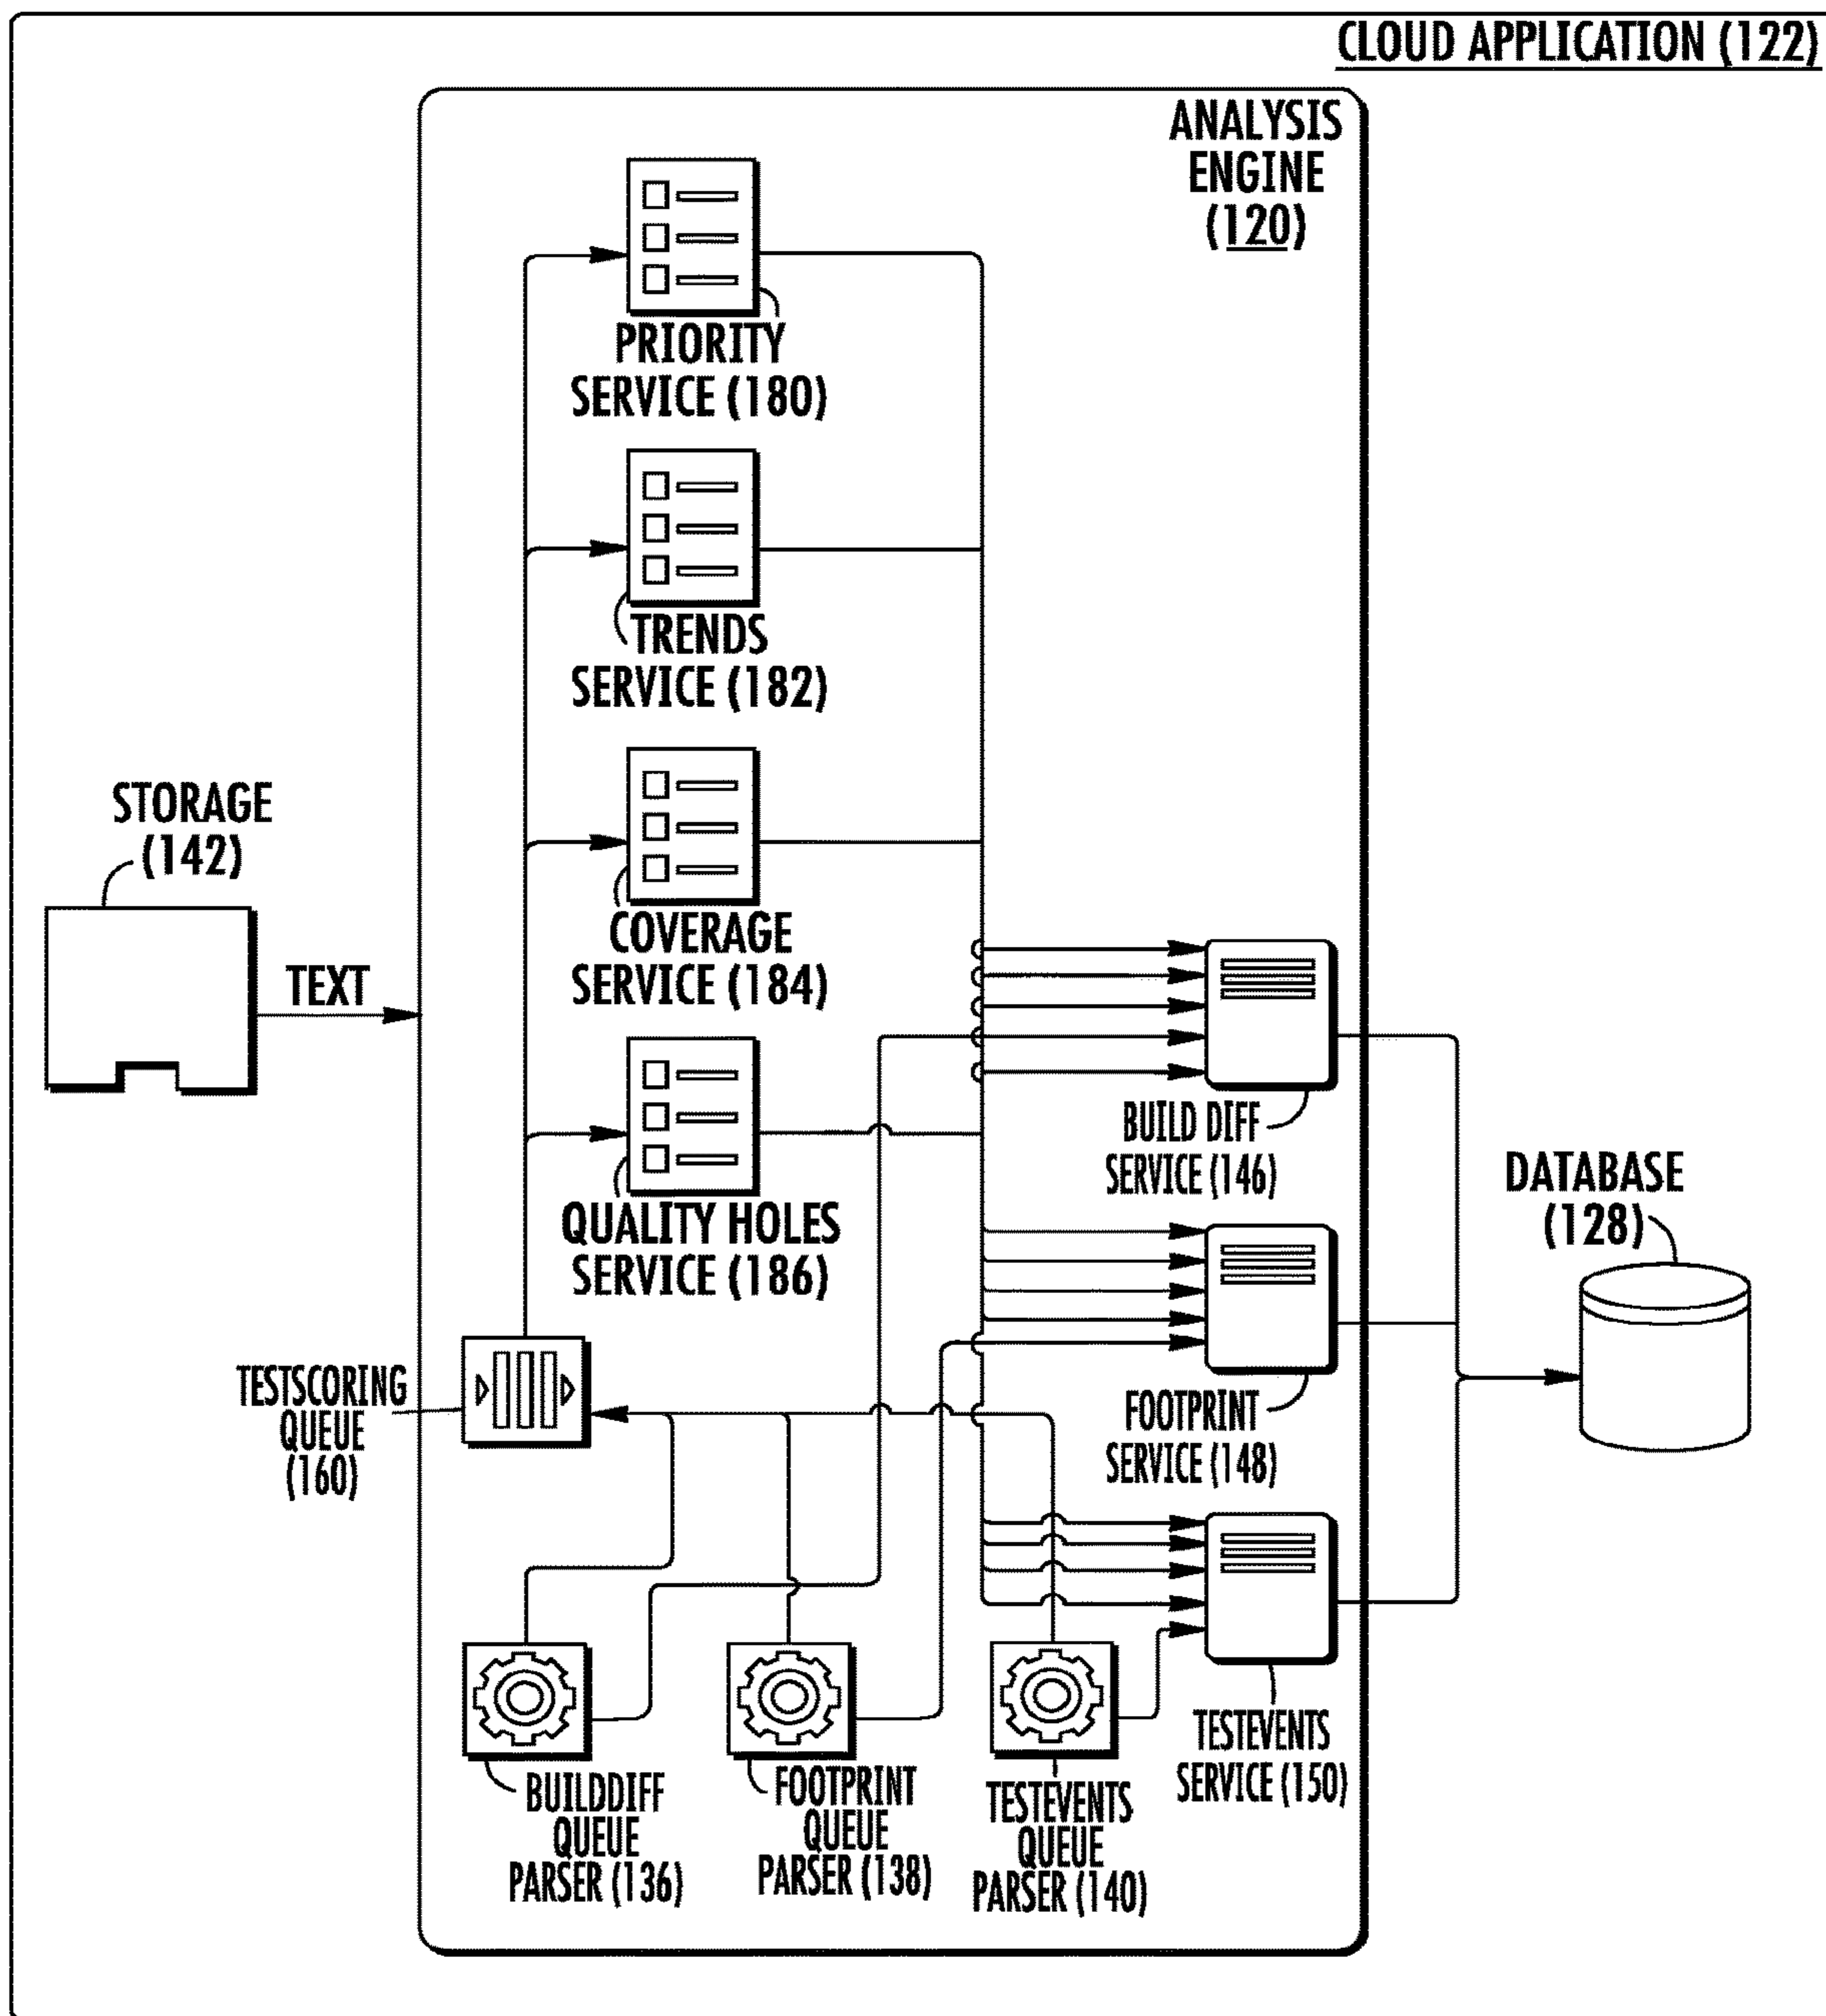 CLOUD APPLICATION (122)
ANALYSIS
ENGINE
(120)
PRIORITY
SERVICE (180)
TRENDS
SERVICE (182)
STORAGE
(142)
TEXT
COVERAGE
SERVICE (184)
BUILD DIFF
SERVICE (146)
DATABASE
(128)
QUALITY HOLES
SERVICE (186)
TESTSCORING
QUEUE
(160)
FOOTPRINT
SERVICE (148)
TESTEVENTS
SERVICE (150)
BUILDDIFF
QUEUE
PARSER (136)
FOOTPRINT
QUEUE
PARSER (138)
TESTEVENTS
QUEUE
PARSER (140)